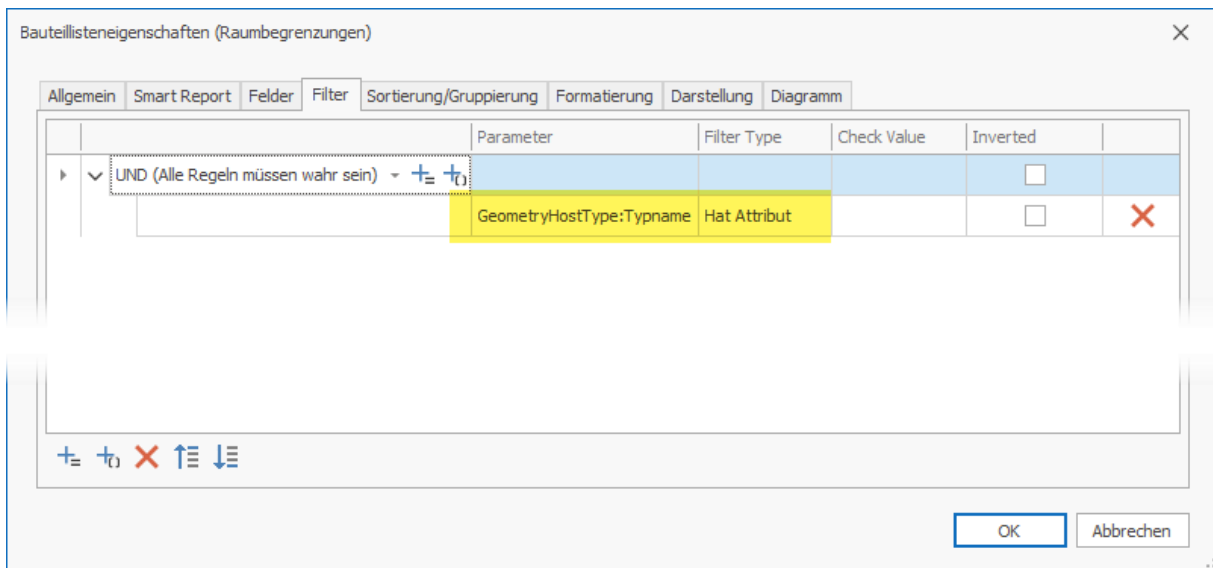 Bauteillisteneigenschaften (Raumbegrenzungen)
Allgemein Smart Report Felder Filter Sortierung/Gruppierung Formatierung Darstellung Diagramm
Parameter Filter Type Check Value Inverted
UND (Alle Regeln müssen wahr sein)
GeometryHostType:Typname Hat Attribut
OK Abbrechen